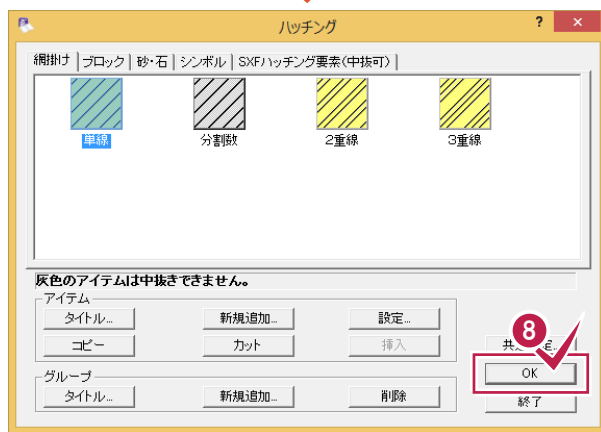 ハッチング
? ×
網掛け ブロック 砂・石 シンボル SXFハッチング要素(中抜可)
単線 分割数 2重線 3重線
灰色のアイテムは中抜きできません。
アイテム
タイトル... 新規追加... 設定...
コピー カット 挿入
8
OK
グループ
タイトル... 新規追加... 削除
終了